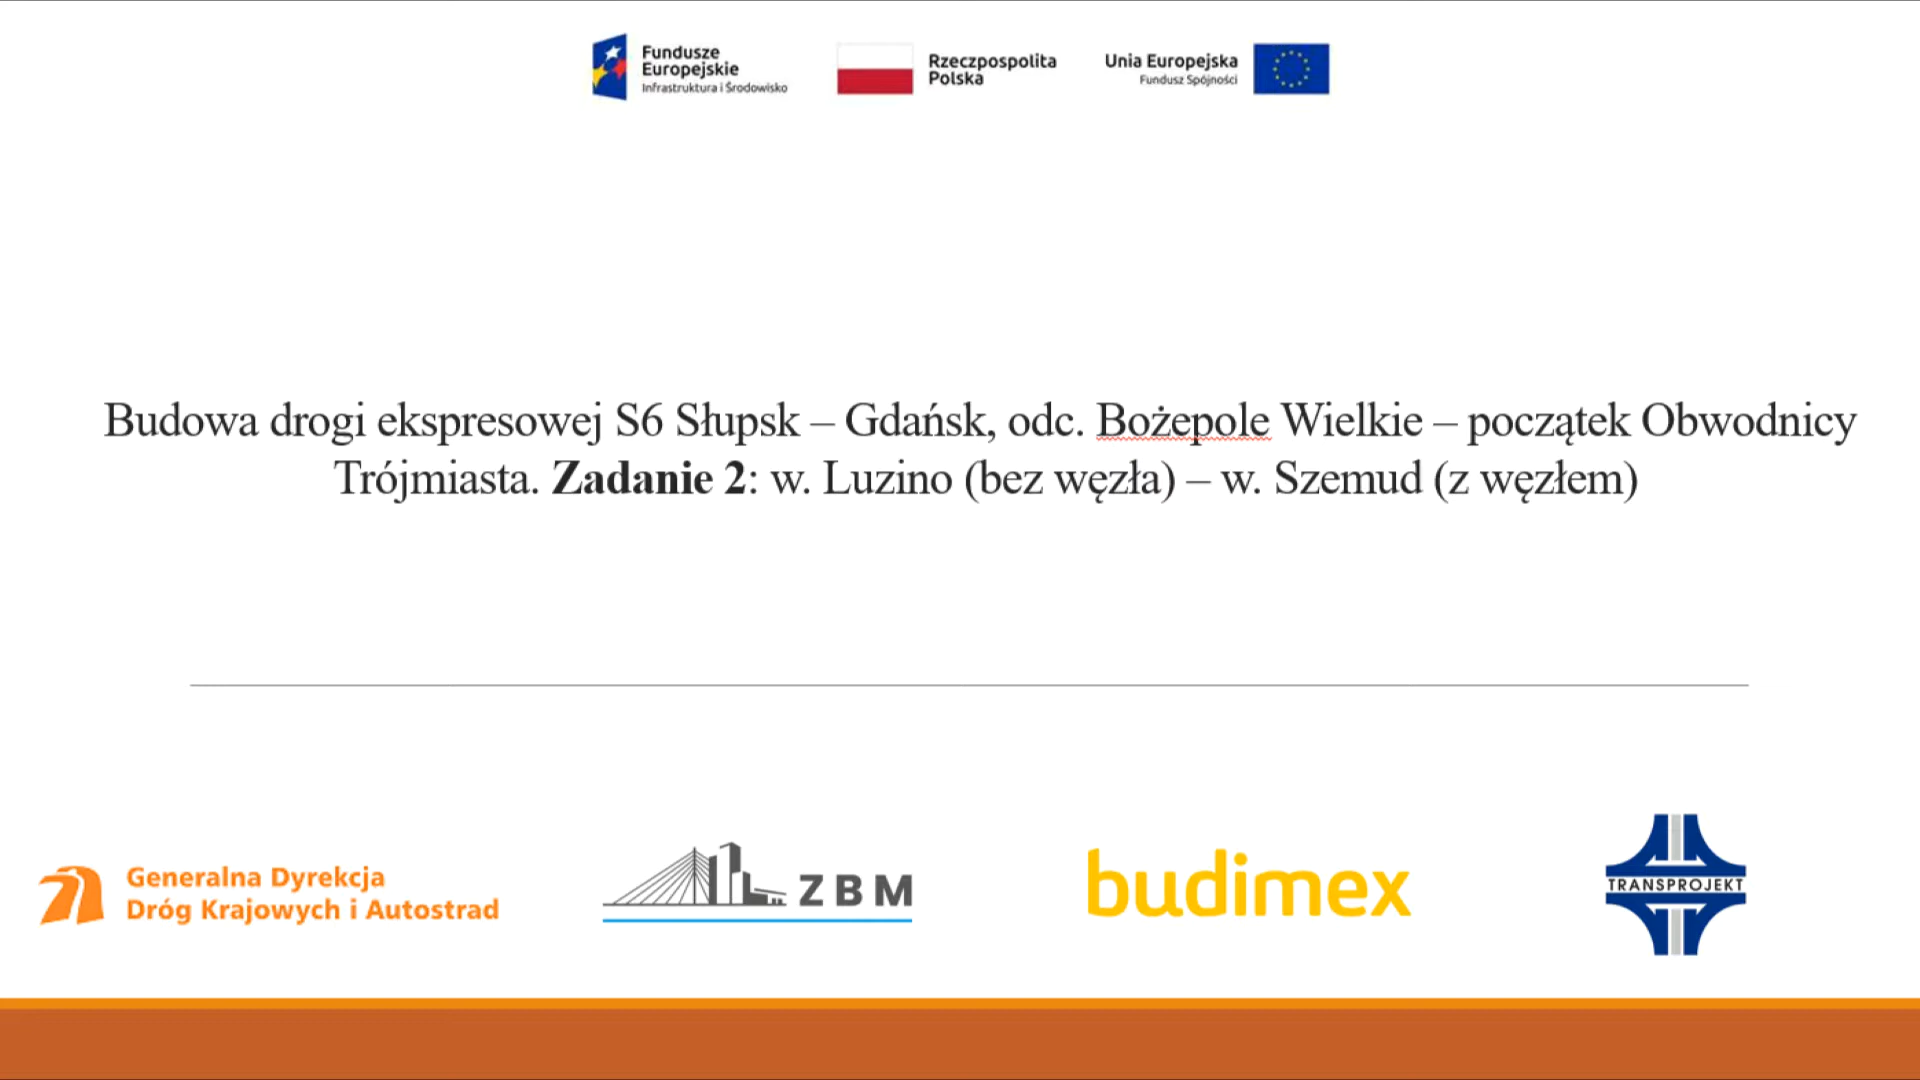 Fundusze
Europejskie
Infrastruktura i Środowisko
Rzeczpospolita
Polska
Unia Europejska
Fundusz Spójności
Budowa drogi ekspresowej S6 Słupsk – Gdańsk, odc. Bożepole Wielkie – początek Obwodnicy
Trójmiasta. Zadanie 2: w. Luzino (bez węzła) – w. Szemud (z węzłem)
Generalna Dyrekcja
Dróg Krajowych i Autostrad
ZBM
budimex
TRANSPROJEKT